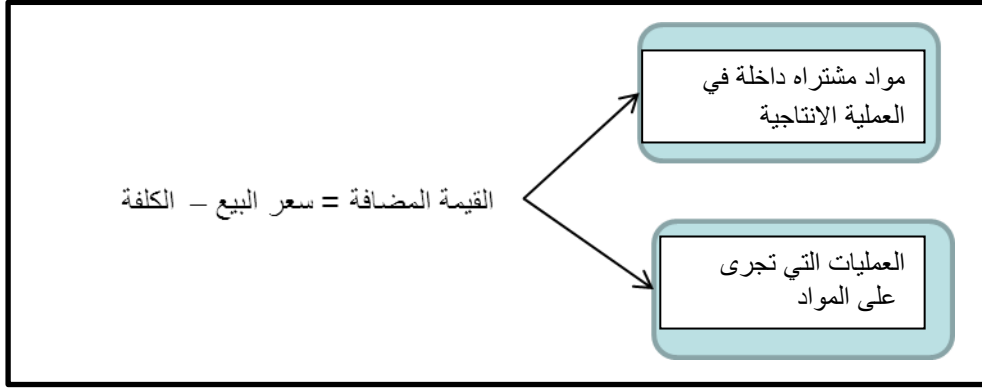 مواد مشتراه داخلة في
العملية الانتاجية
القيمة المضافة = سعر البيع – الكلفة
العمليات التي تجرى
على المواد